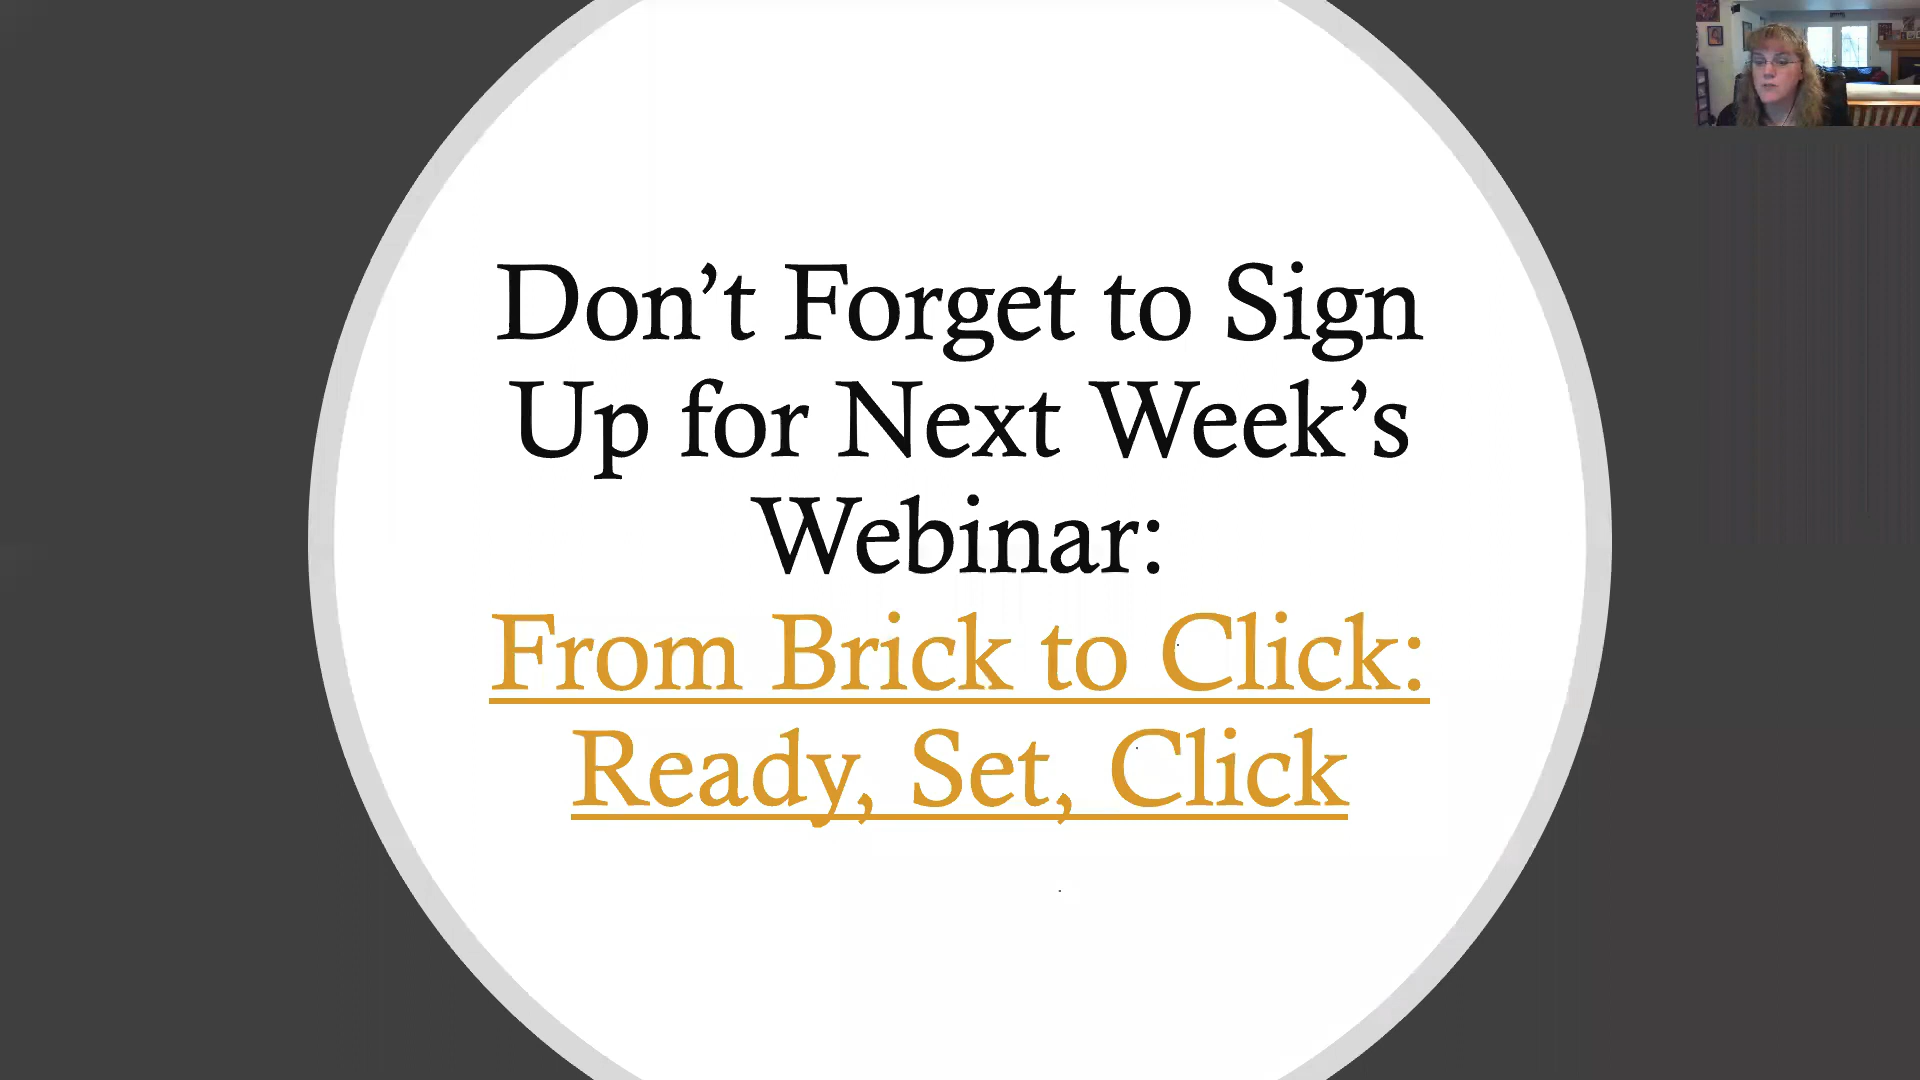 Don’t Forget to Sign
Up for Next Week’s
Webinar:
From Brick to Click:
Ready, Set, Click